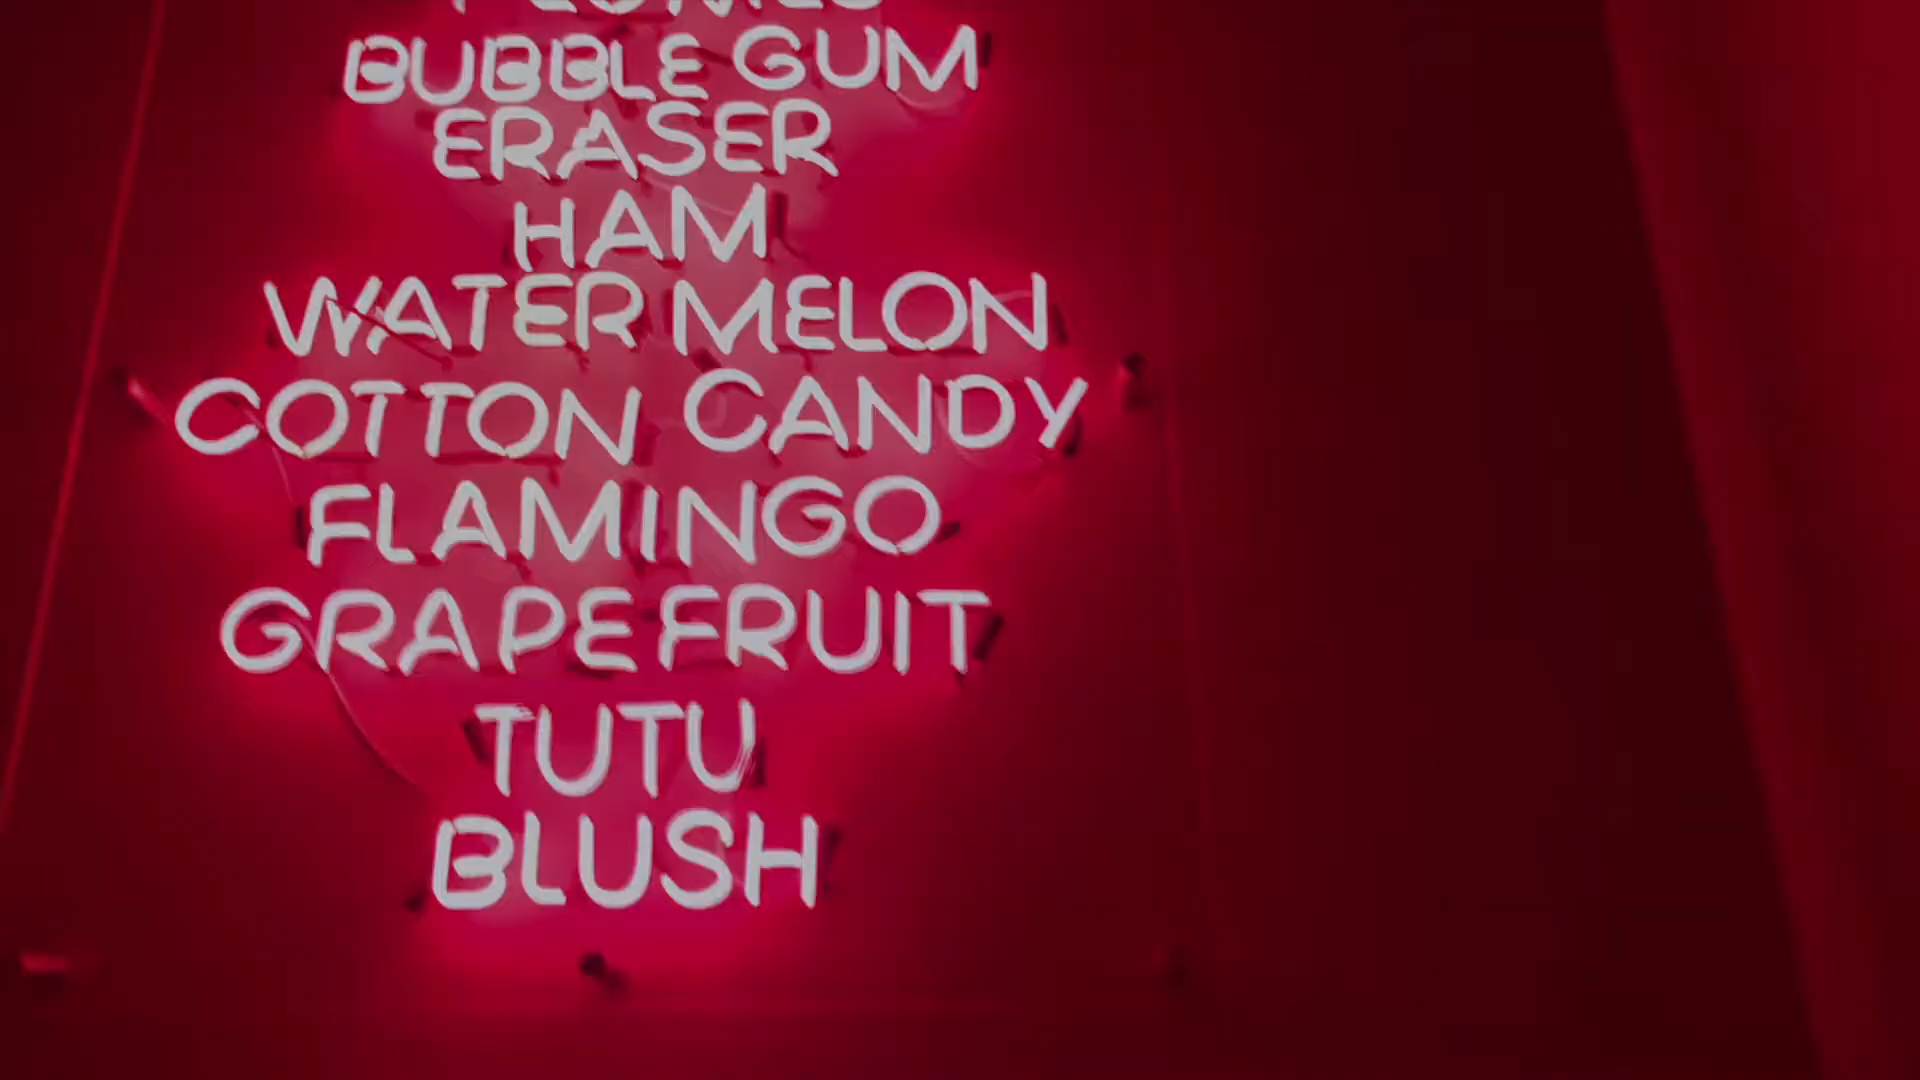 BUBBLE GUM
ERASER
HAM
WATER MELON
COTTON CANDY
FLAMINGO
GRAPEFRUIT
TUTU
BLUSH